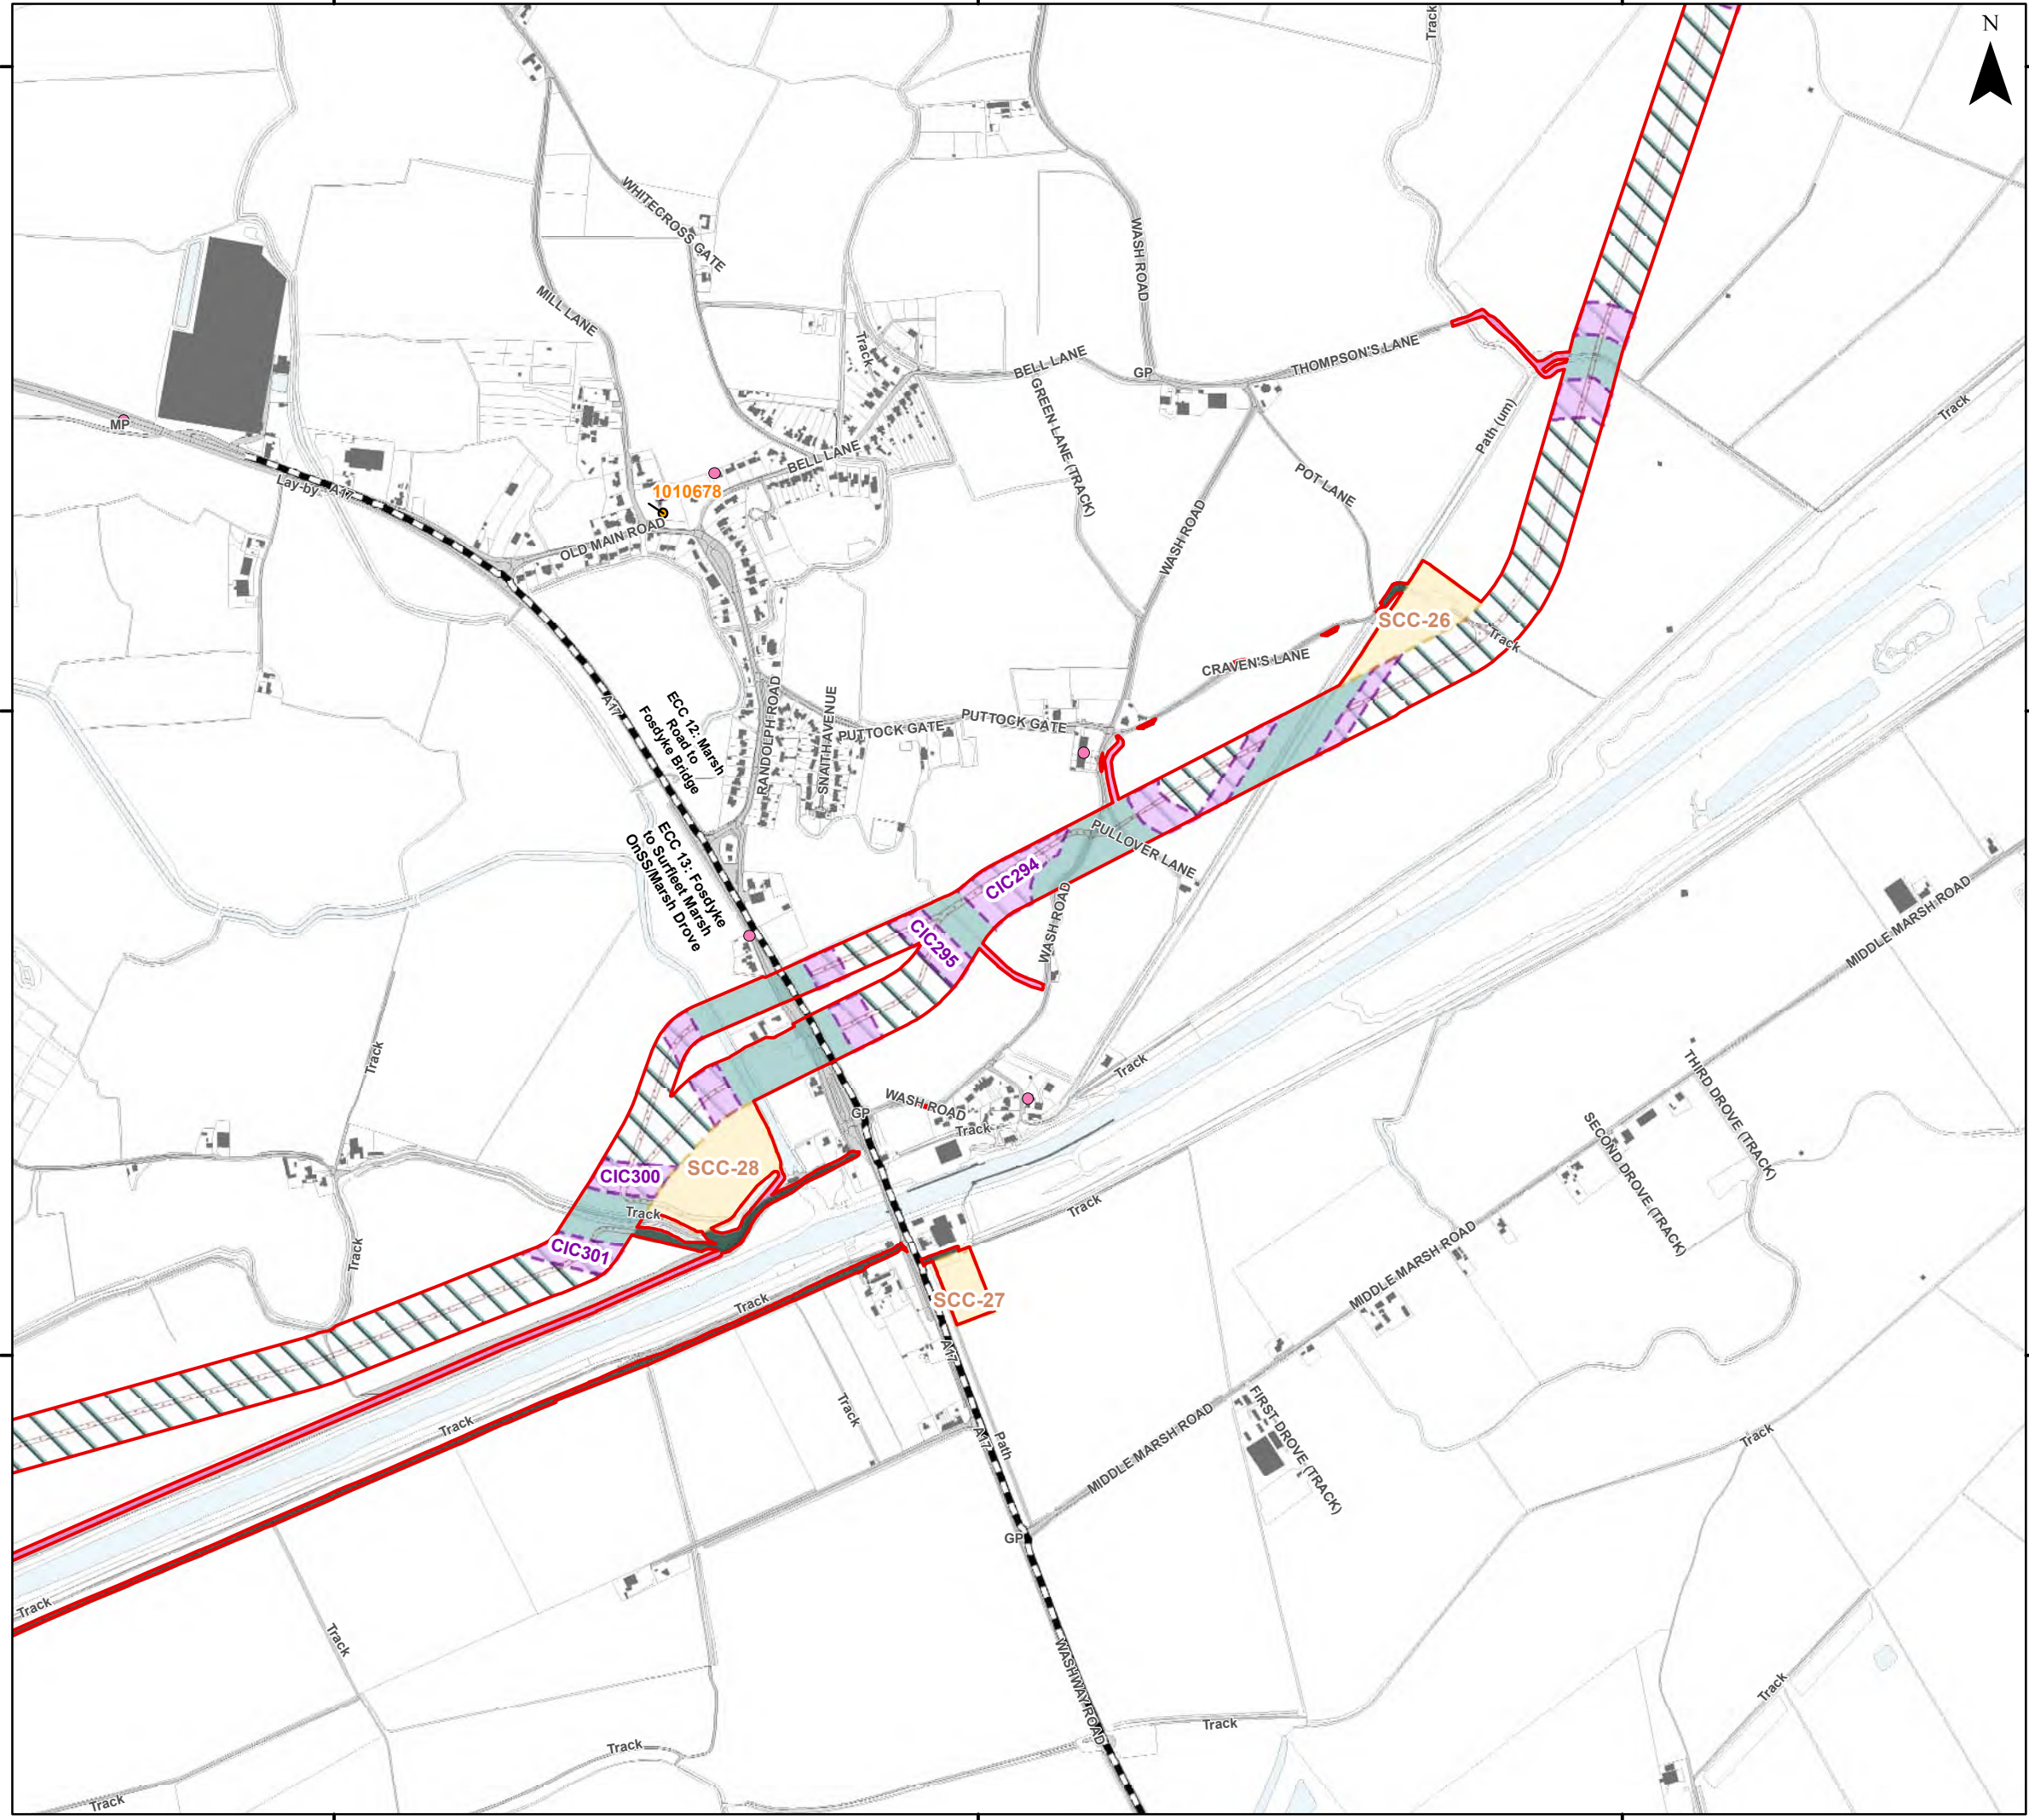 N
Track
WHITECROSS GATE
WASH ROAD
MILL LANE
Track
BELL LANE
GP
THOMPSON'S LANE
GREEN LANE (TRACK)
MP
Track
Path (um)
BELL LANE
POT LANE
Lay-by
A17
1010678
OLD MAIN ROAD
WASH ROAD
SCC-26
Track
CRAVEN'S LANE
A17
ECC 12: Marsh
Road to
Fosdyke Bridge
RANDOLPH ROAD
SNAITH AVENUE
PUTTOCK GATE
PUTTOCK GATE
ECC 13: Fosdyke
to Surfleet Marsh
OnSS/Marsh Drove
PULLOVER LANE
CIC294
CIC295
WASH ROAD
MIDDLE MARSH ROAD
Track
Track
THIRD DROVE (TRACK)
WASH ROAD
GP
Track
SECOND DROVE (TRACK)
SCC-28
CIC300
Track
Track
CIC301
Track
MIDDLE MARSH ROAD
Track
SCC-27
A17
Track
Track
A17
Path
MIDDLE MARSH ROAD
FIRST DROVE (TRACK)
Track
GP
Track
Track
WASHWAY ROAD
Track
Track
Track
Track